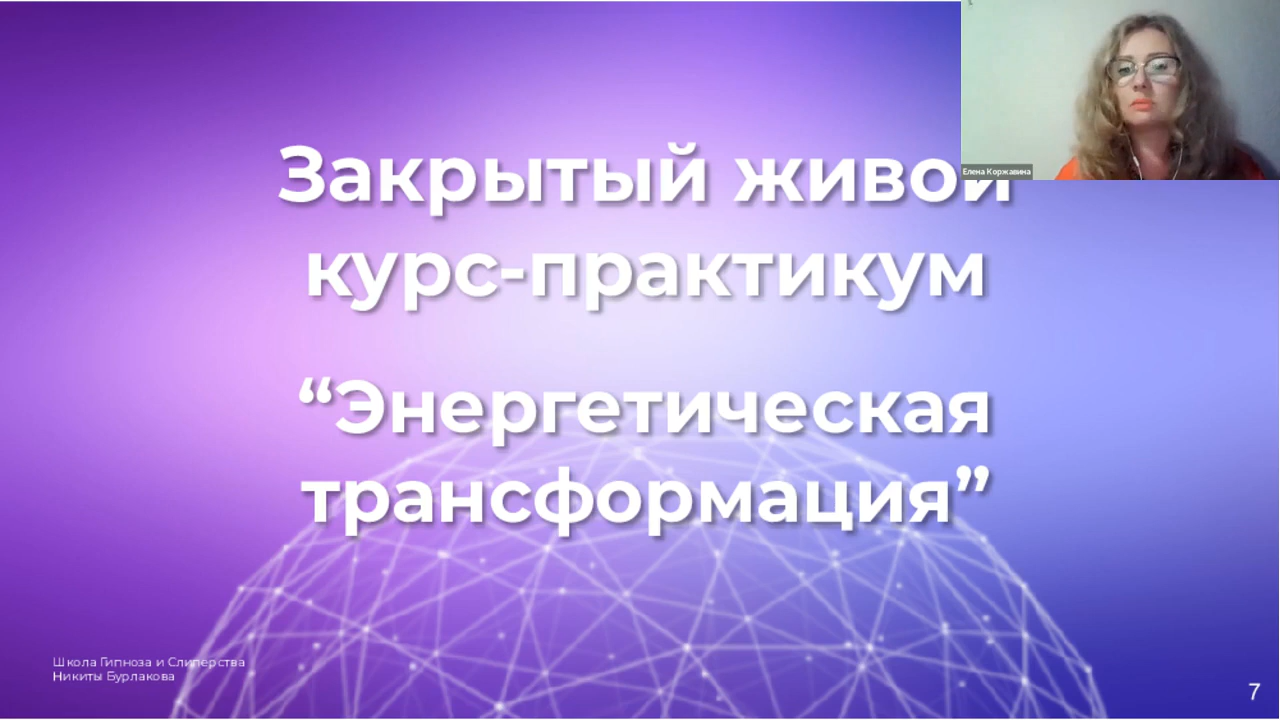 Закрытый живой
курс-практикум
“Энергетическая
трансформация”
Елена Коржавина
Школа Гипноза и Слиперства
Никиты Бурлакова
7